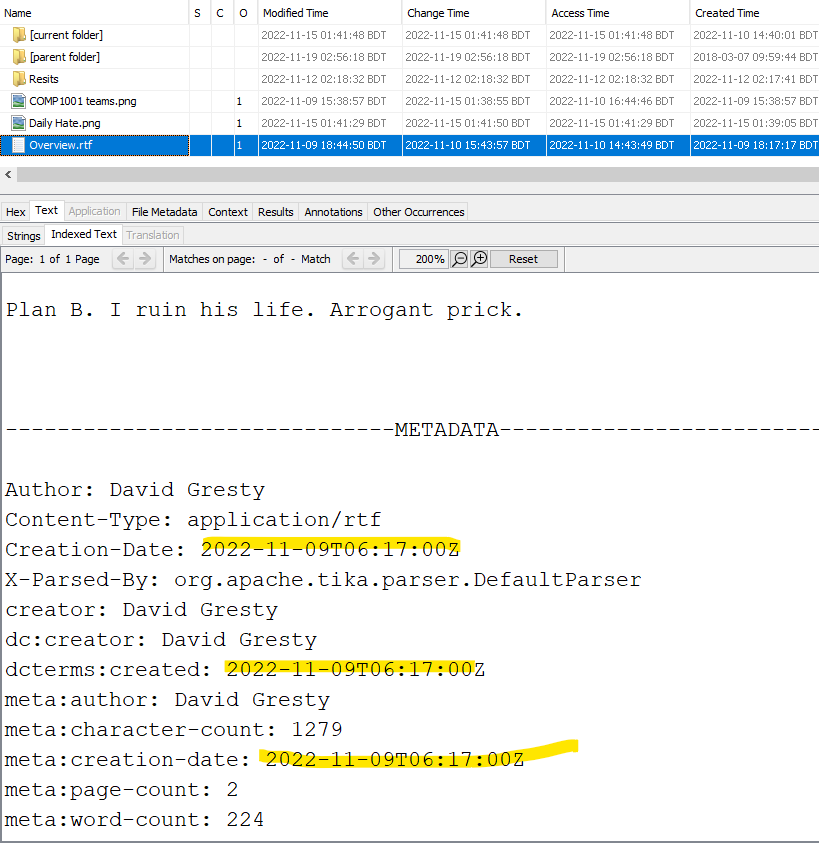 Name S C O Modified Time Change Time Access Time Created Time
[current folder] 2022-11-15 01:41:48 BDT 2022-11-15 01:41:48 BDT 2022-11-15 01:41:48 BDT 2022-11-10 14:40:01 BDT
[parent folder] 2022-11-19 02:56:18 BDT 2022-11-19 02:56:18 BDT 2022-11-19 02:56:18 BDT 2018-03-07 09:59:44 BDT
Resits 2022-11-12 02:18:32 BDT 2022-11-12 02:18:32 BDT 2022-11-12 02:18:32 BDT 2022-11-12 02:17:41 BDT
COMP1001 teams.png 1 2022-11-09 15:38:57 BDT 2022-11-15 01:38:55 BDT 2022-11-10 16:44:46 BDT 2022-11-09 15:38:57 BDT
Daily Hate.png 1 2022-11-15 01:41:29 BDT 2022-11-15 01:41:50 BDT 2022-11-15 01:41:29 BDT 2022-11-15 01:39:05 BDT
Overview.rtf 1 2022-11-09 18:44:50 BDT 2022-11-10 15:43:57 BDT 2022-11-10 14:43:49 BDT 2022-11-09 18:17:17 BDT
Hex Text Application File Metadata Context Results Annotations Other Occurrences
Strings Indexed Text Translation
Page: 1 of 1 Page Matches on page: - of - Match 200% Reset
Plan B. I ruin his life. Arrogant prick.
------------------------------METADATA-------------------------
Author: David Gresty
Content-Type: application/rtf
Creation-Date: 2022-11-09T06:17:00Z
X-Parsed-By: org.apache.tika.parser.DefaultParser
creator: David Gresty
dc:creator: David Gresty
dcterms:created: 2022-11-09T06:17:00Z
meta:author: David Gresty
meta:character-count: 1279
meta:creation-date: 2022-11-09T06:17:00Z
meta:page-count: 2
meta:word-count: 224